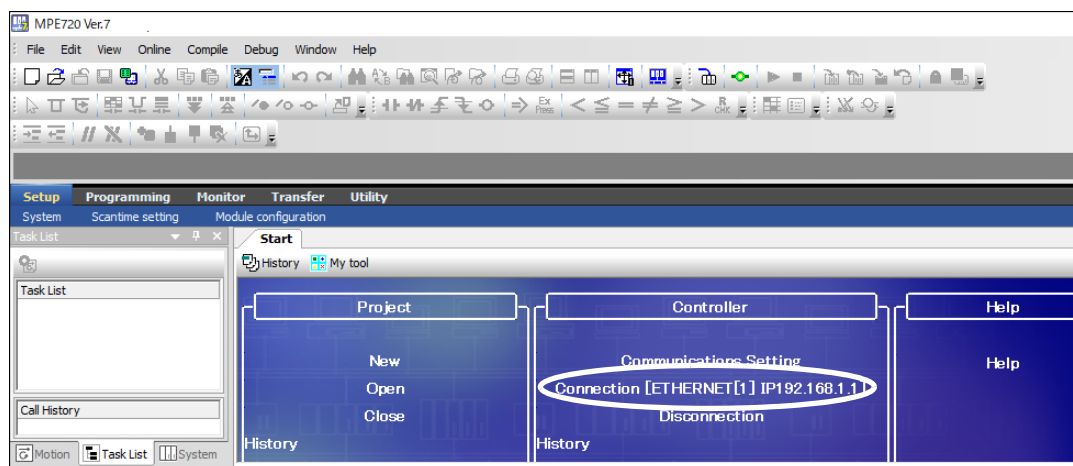 MPE720 Ver.7
File Edit View Online Compile Debug Window Help
Setup Programming Monitor Transfer Utility
System Scantime setting Module configuration
Task List
Start
History My tool
Task List
Project Controller Help
New Communications Setting Help
Open Connection [ETHERNET[1] IP192.168.1.1]
Close Disconnection
Call History
History History
Motion Task List System